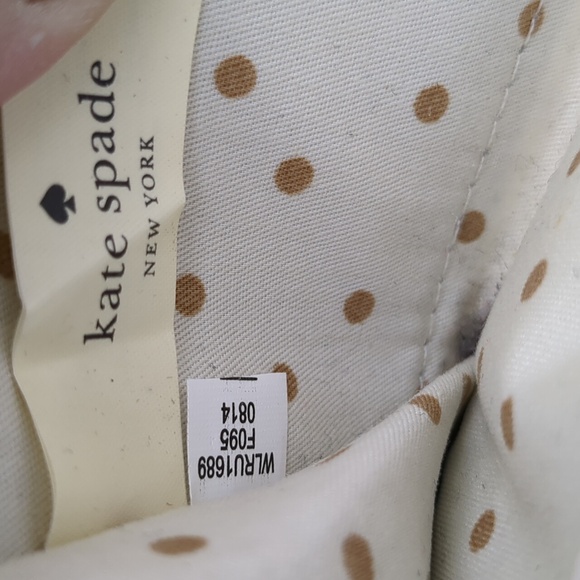 kate spade
NEW YORK
WLRU1689
F095
0814